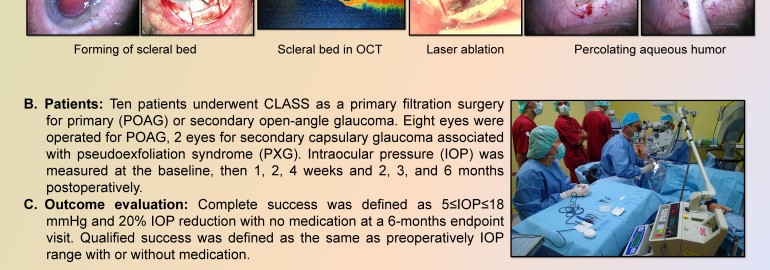 Forming of scleral bed
Scleral bed in OCT
Laser ablation
Percolating aqueous humor
B. Patients: Ten patients underwent CLASS as a primary filtration surgery
for primary (POAG) or secondary open-angle glaucoma. Eight eyes were
operated for POAG, 2 eyes for secondary capsulary glaucoma associated
with pseudoexfoliation syndrome (PXG). Intraocular pressure (IOP) was
measured at the baseline, then 1, 2, 4 weeks and 2, 3, and 6 months
postoperatively.
C. Outcome evaluation: Complete success was defined as 5≤IOP≤18
mmHg and 20% IOP reduction with no medication at a 6-months endpoint
visit. Qualified success was defined as the same as preoperatively IOP
range with or without medication.